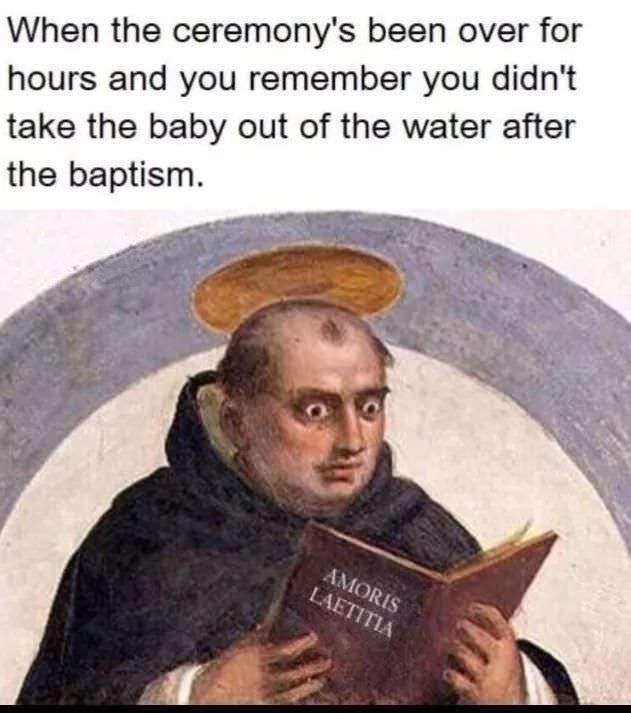 When the ceremony's been over for
hours and you remember you didn't
take the baby out of the water after
the baptism.
AMORIS
LAETITIA